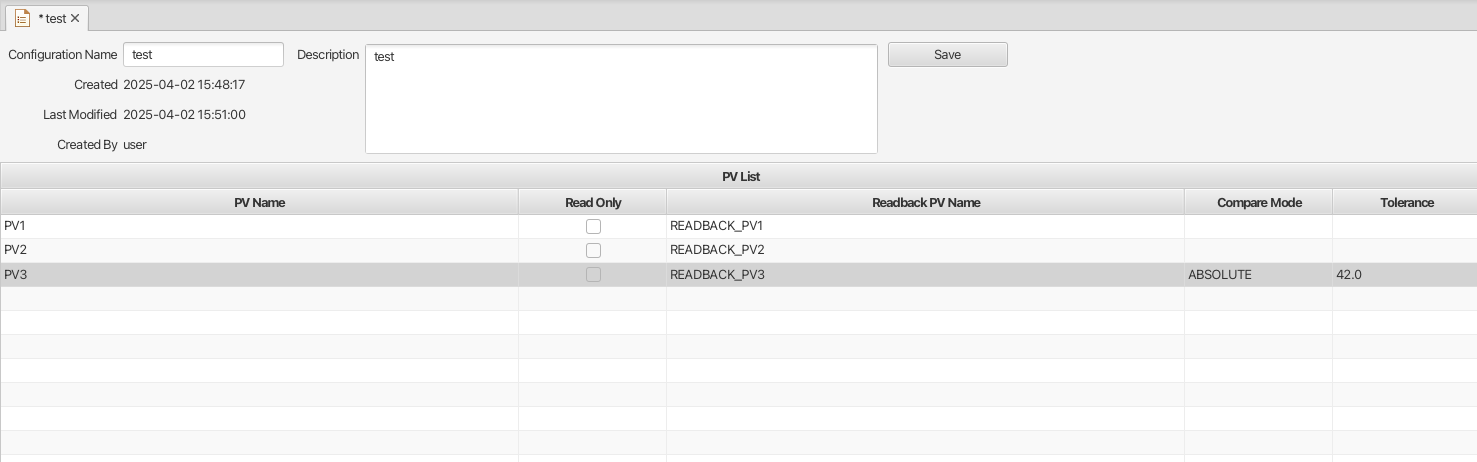 * test
Configuration Name test Description test Save
Created 2025-04-02 15:48:17
Last Modified 2025-04-02 15:51:00
Created By user
PV List
PV Name Read Only Readback PV Name Compare Mode Tolerance
PV1 READBACK_PV1
PV2 READBACK_PV2
PV3 READBACK_PV3 ABSOLUTE 42.0